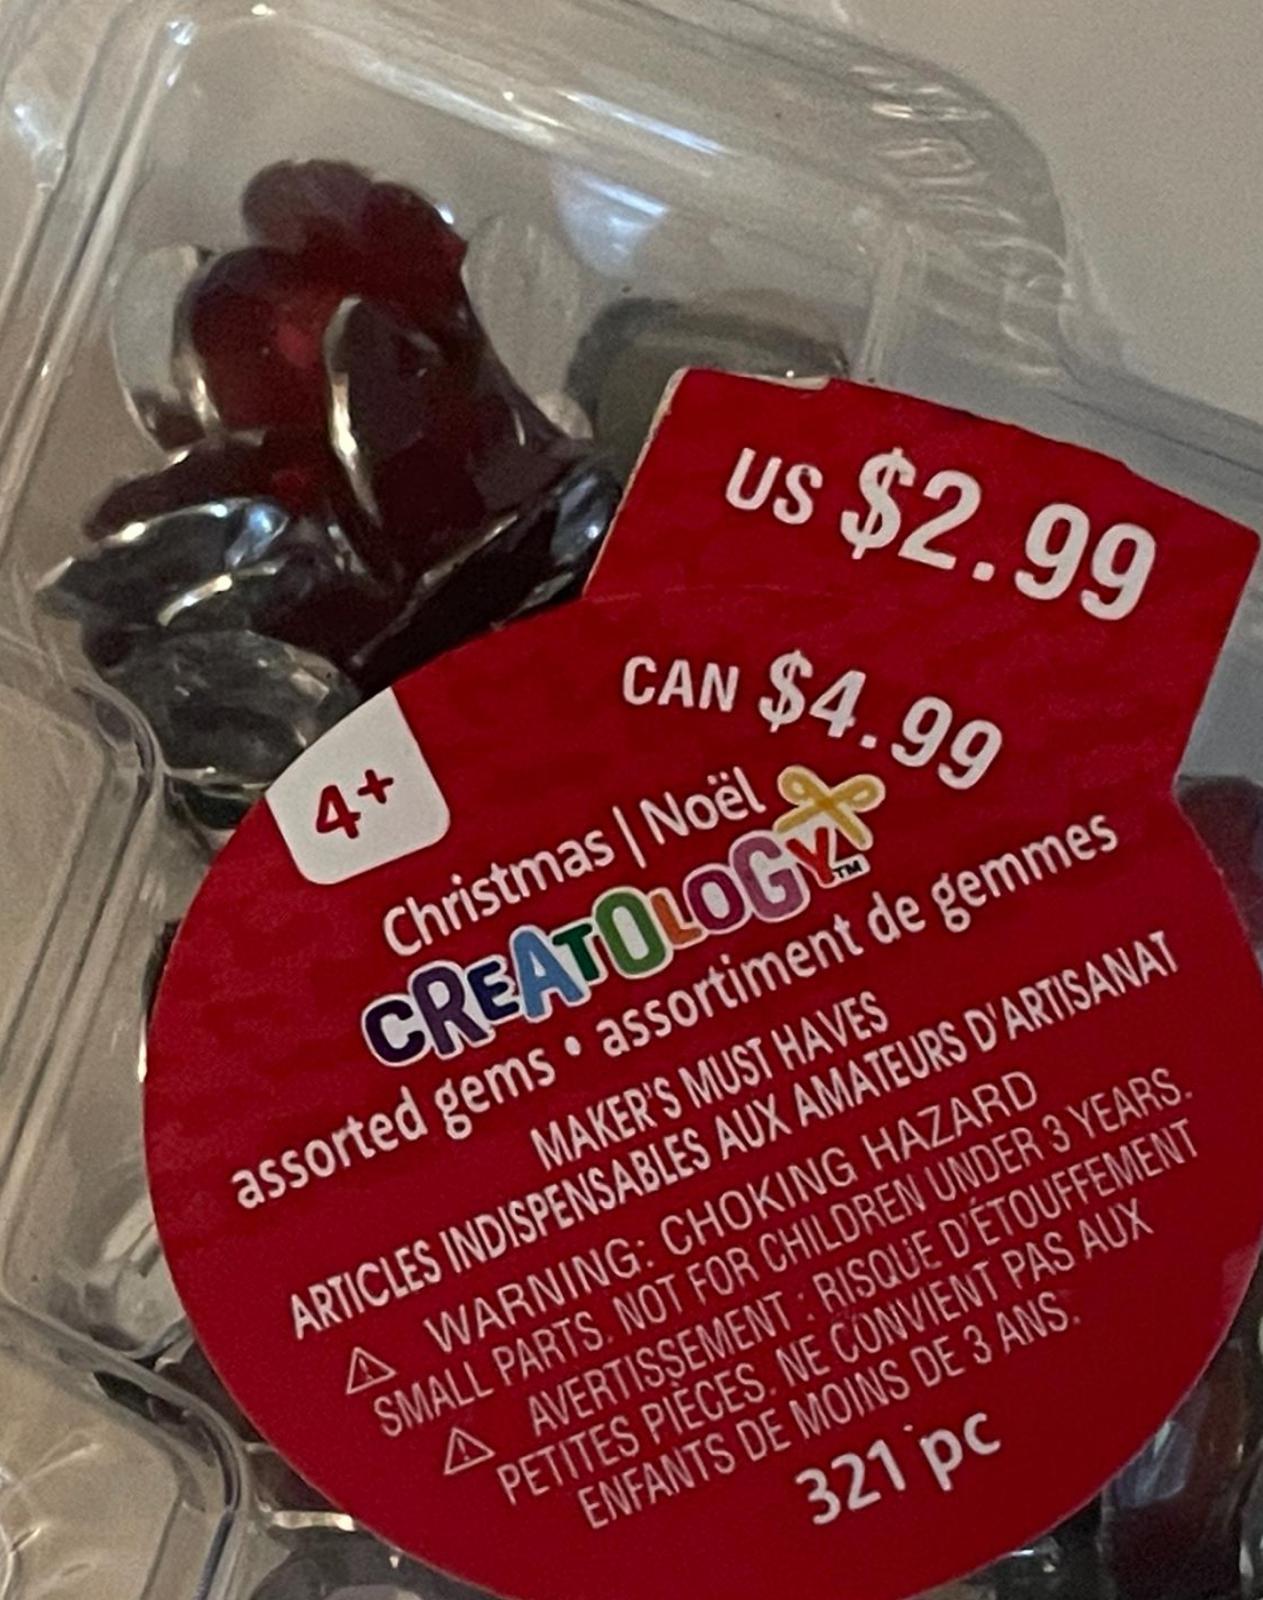 US $2.99
CAN $4.99
4+
Christmas | Noël
CREATOLOGY™
assorted gems • assortiment de gemmes
MAKER'S MUST HAVES
ARTICLES INDISPENSABLES AUX AMATEURS D'ARTISANAT
⚠ WARNING: CHOKING HAZARD
SMALL PARTS. NOT FOR CHILDREN UNDER 3 YEARS.
⚠ AVERTISSEMENT : RISQUE D'ÉTOUFFEMENT
PETITES PIÈCES. NE CONVIENT PAS AUX
ENFANTS DE MOINS DE 3 ANS.
321 pc